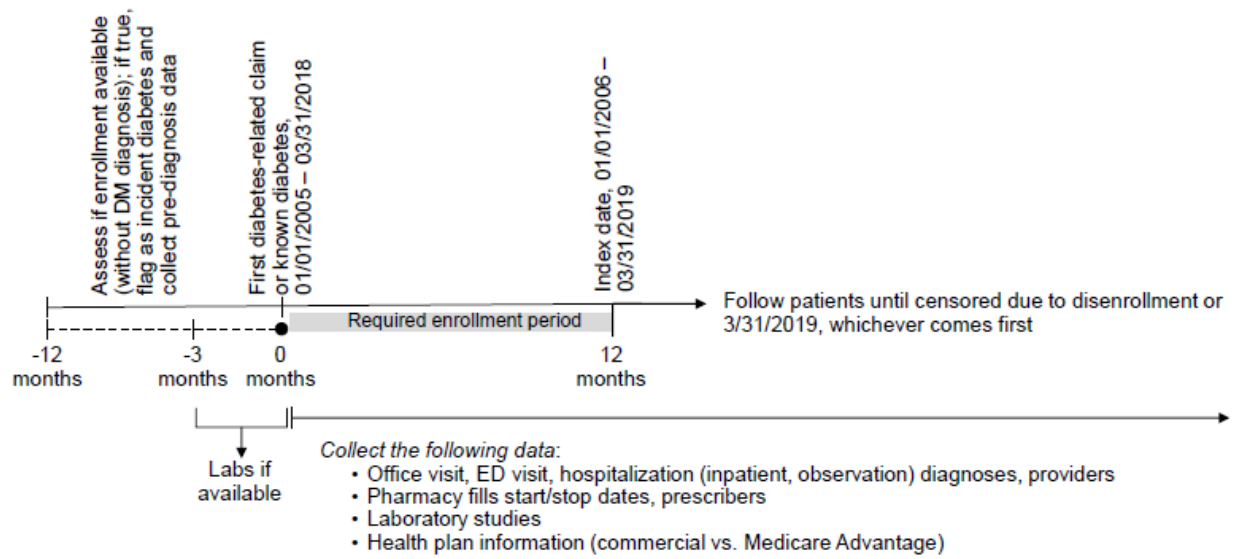 Assess if enrollment available
(without DM diagnosis); if true,
flag as incident diabetes and
collect pre-diagnosis data
First diabetes-related claim
or known diabetes,
01/01/2005 – 03/31/2018
Index date, 01/01/2006 –
03/31/2019
Required enrollment period
Follow patients until censored due to disenrollment or
3/31/2019, whichever comes first
-12
months
-3
months
0
months
12
months
Labs if
available
Collect the following data:
• Office visit, ED visit, hospitalization (inpatient, observation) diagnoses, providers
• Pharmacy fills start/stop dates, prescribers
• Laboratory studies
• Health plan information (commercial vs. Medicare Advantage)